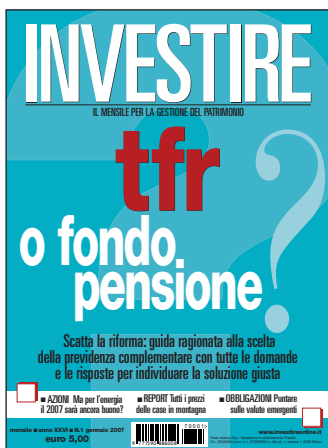 INVESTIRE
IL MENSILE PER LA GESTIONE DEL PATRIMONIO
tfr
o fondo
pensione
?
Scatta la riforma: guida ragionata alla scelta
della previdenza complementare con tutte le domande
e le risposte per individuare la soluzione giusta
■ AZIONI Ma per l'energia
il 2007 sarà ancora buono?
■ REPORT Tutti i prezzi
delle case in montagna
■ OBBLIGAZIONI Puntare
sulle valute emergenti
mensile ■ anno XXVI ■ N.1 gennaio 2007
euro 5,00
70001
www.investireonline.it